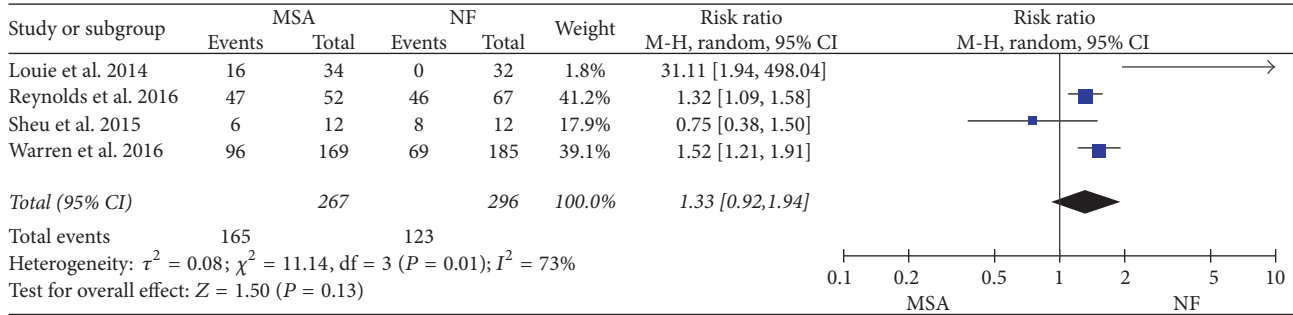 Study or subgroup MSA NF Weight Risk ratio Risk ratio
Events Total Events Total M-H, random, 95% CI M-H, random, 95% CI
Louie et al. 2014 16 34 0 32 1.8% 31.11 [1.94, 498.04]
Reynolds et al. 2016 47 52 46 67 41.2% 1.32 [1.09, 1.58]
Sheu et al. 2015 6 12 8 12 17.9% 0.75 [0.38, 1.50]
Warren et al. 2016 96 169 69 185 39.1% 1.52 [1.21, 1.91]
Total (95% CI) 267 296 100.0% 1.33 [0.92,1.94]
Total events 165 123
Heterogeneity: τ² = 0.08; χ² = 11.14, df = 3 (P = 0.01); I² = 73%
Test for overall effect: Z = 1.50 (P = 0.13)
0.1 0.2 0.5 1 2 5 10
MSA NF